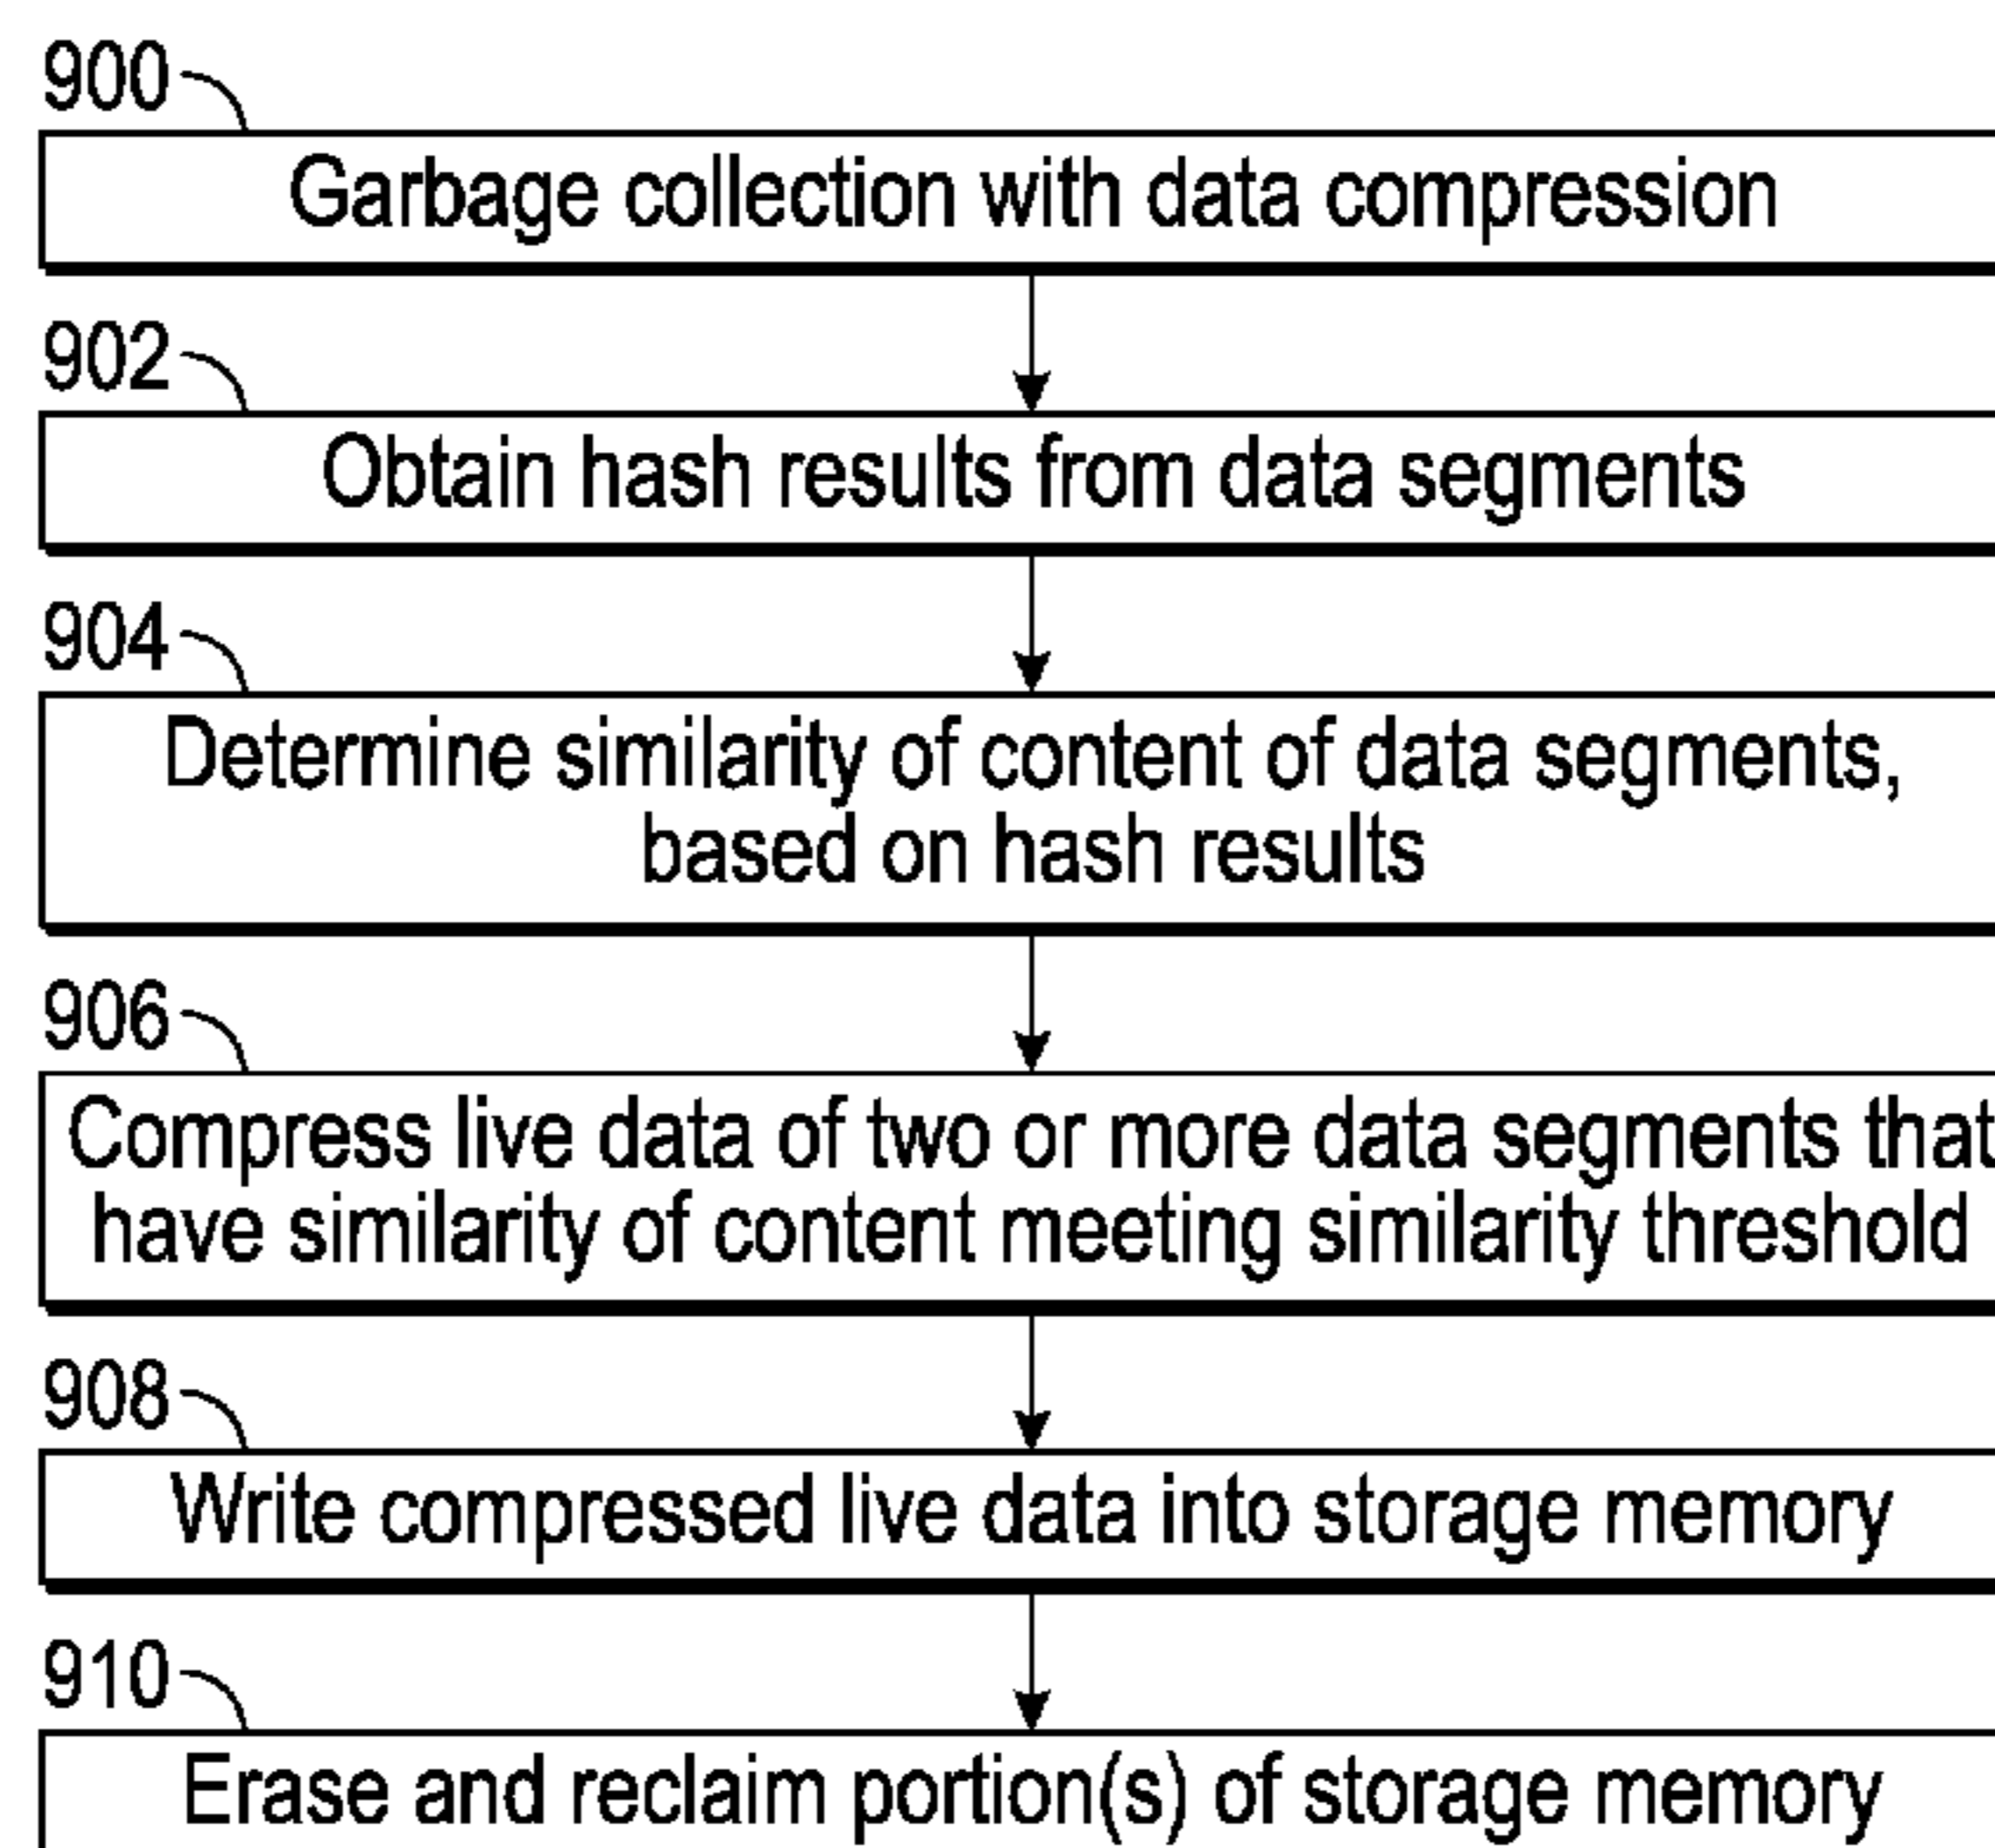 900
Garbage collection with data compression
902
Obtain hash results from data segments
904
Determine similarity of content of data segments,
based on hash results
906
Compress live data of two or more data segments that
have similarity of content meeting similarity threshold
908
Write compressed live data into storage memory
910
Erase and reclaim portion(s) of storage memory